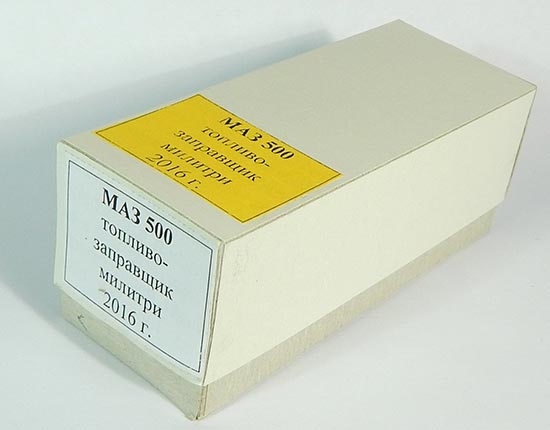 МАЗ 500
топливо-
заправщик
милитри
2016 г.
МАЗ 500
топливо-
заправщик
милитри
2016 г.